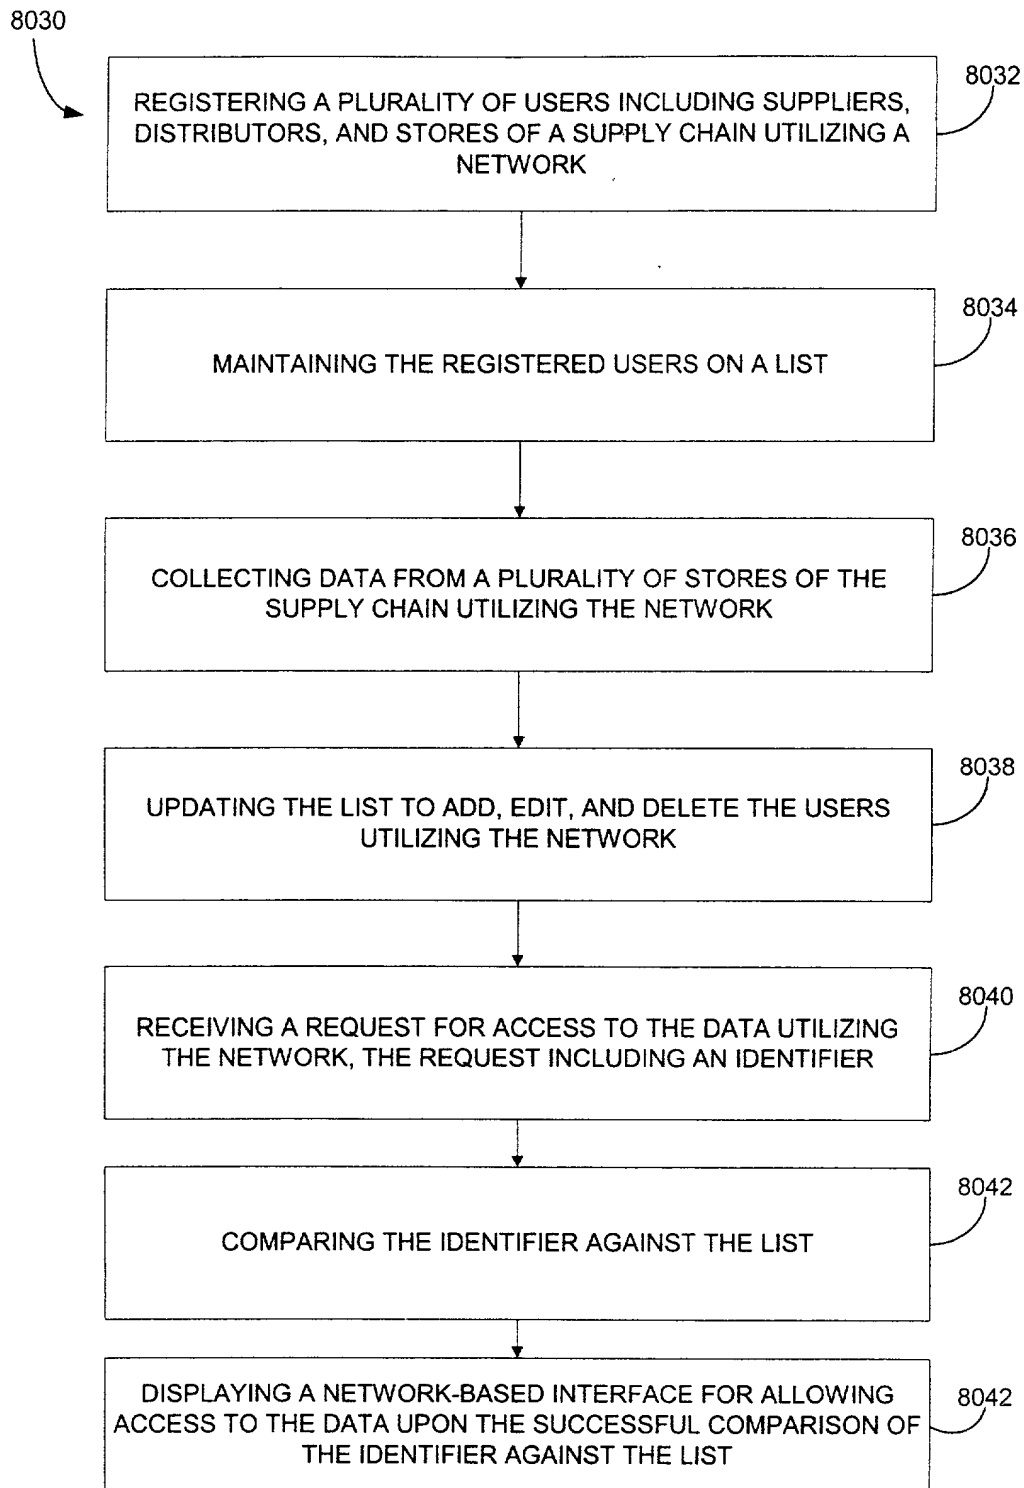 8030
8032
REGISTERING A PLURALITY OF USERS INCLUDING SUPPLIERS,
DISTRIBUTORS, AND STORES OF A SUPPLY CHAIN UTILIZING A
NETWORK
8034
MAINTAINING THE REGISTERED USERS ON A LIST
8036
COLLECTING DATA FROM A PLURALITY OF STORES OF THE
SUPPLY CHAIN UTILIZING THE NETWORK
8038
UPDATING THE LIST TO ADD, EDIT, AND DELETE THE USERS
UTILIZING THE NETWORK
8040
RECEIVING A REQUEST FOR ACCESS TO THE DATA UTILIZING
THE NETWORK, THE REQUEST INCLUDING AN IDENTIFIER
8042
COMPARING THE IDENTIFIER AGAINST THE LIST
8042
DISPLAYING A NETWORK-BASED INTERFACE FOR ALLOWING
ACCESS TO THE DATA UPON THE SUCCESSFUL COMPARISON OF
THE IDENTIFIER AGAINST THE LIST